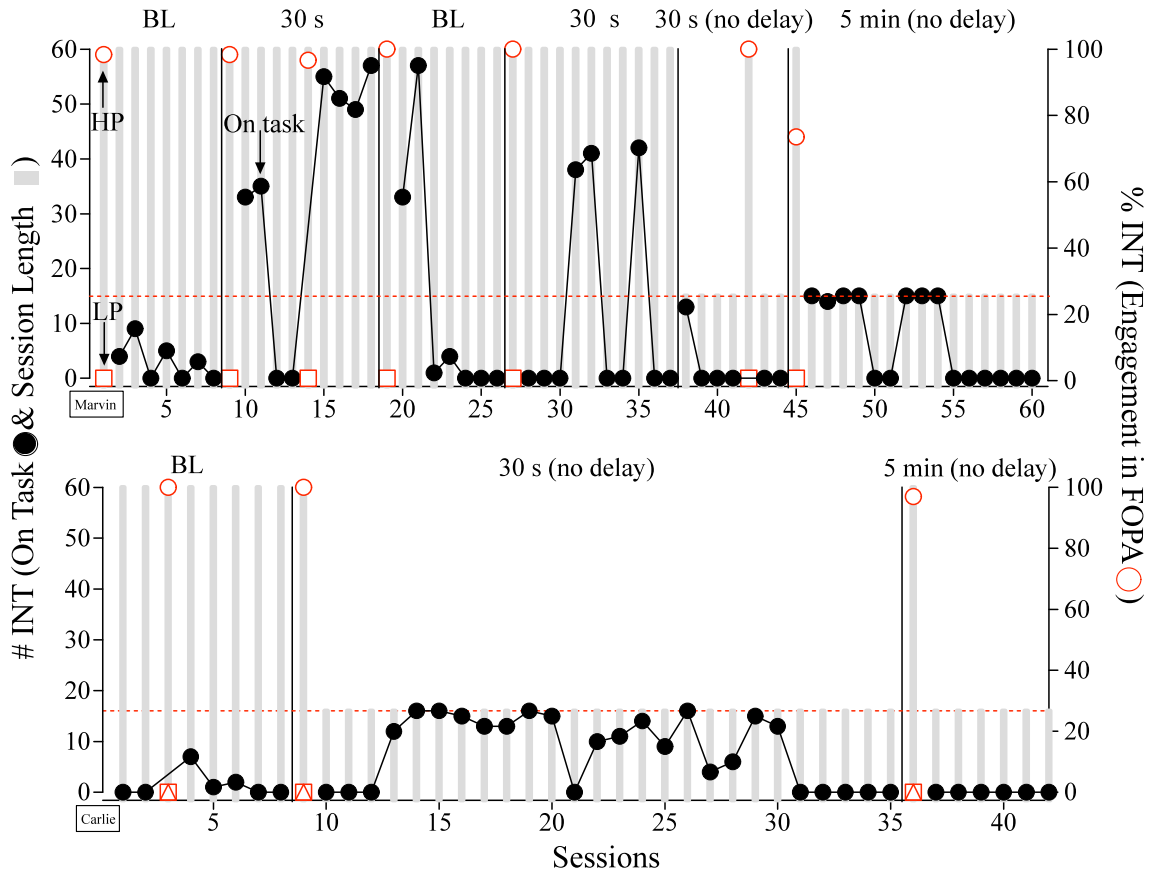 BL 30 s BL 30 s 30 s (no delay) 5 min (no delay)
60 100
50 80
40 60
30 40
20 20
10 0
0
HP
On task
LP
Marvin
5 10 15 20 25 30 35 40 45 50 55 60
# INT (On Task & Session Length )
% INT (Engagement in FOPA )
BL 30 s (no delay) 5 min (no delay)
60 100
50 80
40 60
30 40
20 20
10 0
0
Carlie
5 10 15 20 25 30 35 40
Sessions